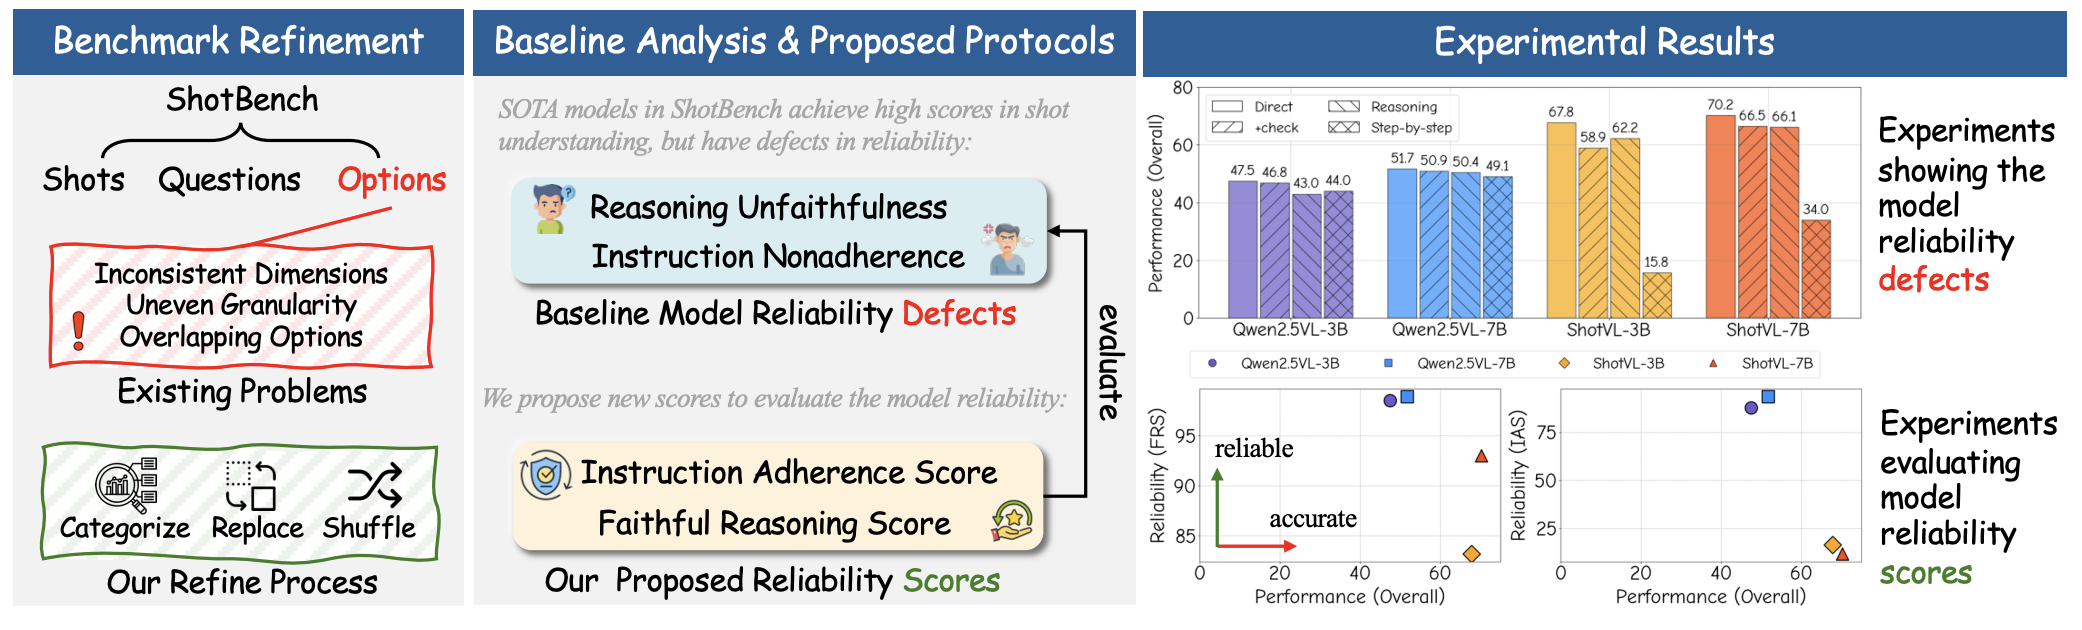 Benchmark Refinement
ShotBench
Shots Questions Options
Inconsistent Dimensions
Uneven Granularity
! Overlapping Options
Existing Problems
Categorize Replace Shuffle
Our Refine Process
Baseline Analysis & Proposed Protocols
SOTA models in ShotBench achieve high scores in shot
understanding, but have defects in reliability:
?
Reasoning Unfaithfulness
Instruction Nonadherence
Baseline Model Reliability Defects
evaluate
We propose new scores to evaluate the model reliability:
Instruction Adherence Score
Faithful Reasoning Score
Our Proposed Reliability Scores
Experimental Results
Performance (Overall)
80
60
40
20
0
Direct Reasoning
+check Step-by-step
47.5 46.8 43.0 44.0
51.7 50.9 50.4 49.1
67.8 58.9 62.2 15.8
70.2 66.5 66.1 34.0
Qwen2.5VL-3B Qwen2.5VL-7B ShotVL-3B ShotVL-7B
Experiments
showing the
model
reliability
defects
Qwen2.5VL-3B Qwen2.5VL-7B ShotVL-3B ShotVL-7B
Reliability (FRS)
95
90
85
reliable
accurate
0 20 40 60
Performance (Overall)
Reliability (IAS)
75
50
25
0 20 40 60
Performance (Overall)
Experiments
evaluating
model
reliability
scores